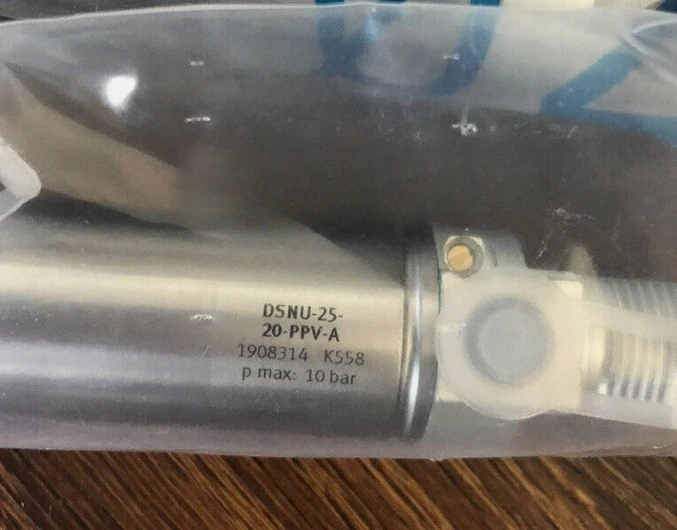 DSNU-25-
20-PPV-A
1908314 K558
p max: 10 bar